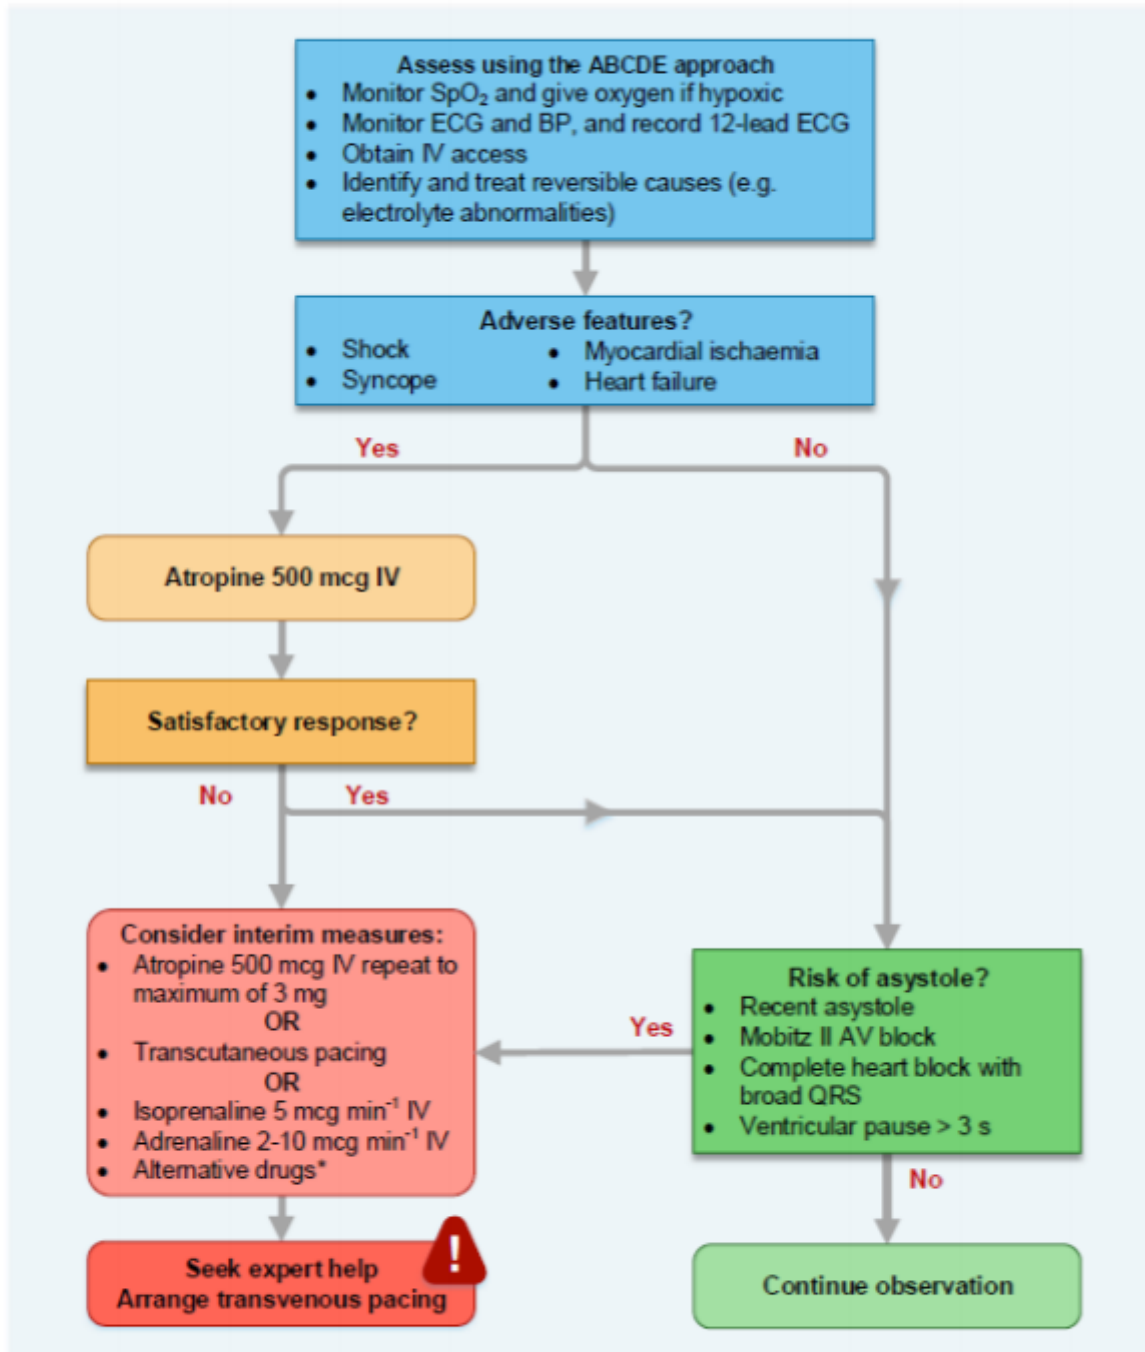 Assess using the ABCDE approach
• Monitor SpO₂ and give oxygen if hypoxic
• Monitor ECG and BP, and record 12-lead ECG
• Obtain IV access
• Identify and treat reversible causes (e.g.
electrolyte abnormalities)
Adverse features?
• Shock
• Syncope
• Myocardial ischaemia
• Heart failure
Yes
No
Atropine 500 mcg IV
Satisfactory response?
No
Yes
Consider interim measures:
• Atropine 500 mcg IV repeat to
maximum of 3 mg
OR
• Transcutaneous pacing
OR
• Isoprenaline 5 mcg min⁻¹ IV
• Adrenaline 2-10 mcg min⁻¹ IV
• Alternative drugs*
Yes
Risk of asystole?
• Recent asystole
• Mobitz II AV block
• Complete heart block with
broad QRS
• Ventricular pause > 3 s
No
!
Seek expert help
Arrange transvenous pacing
Continue observation